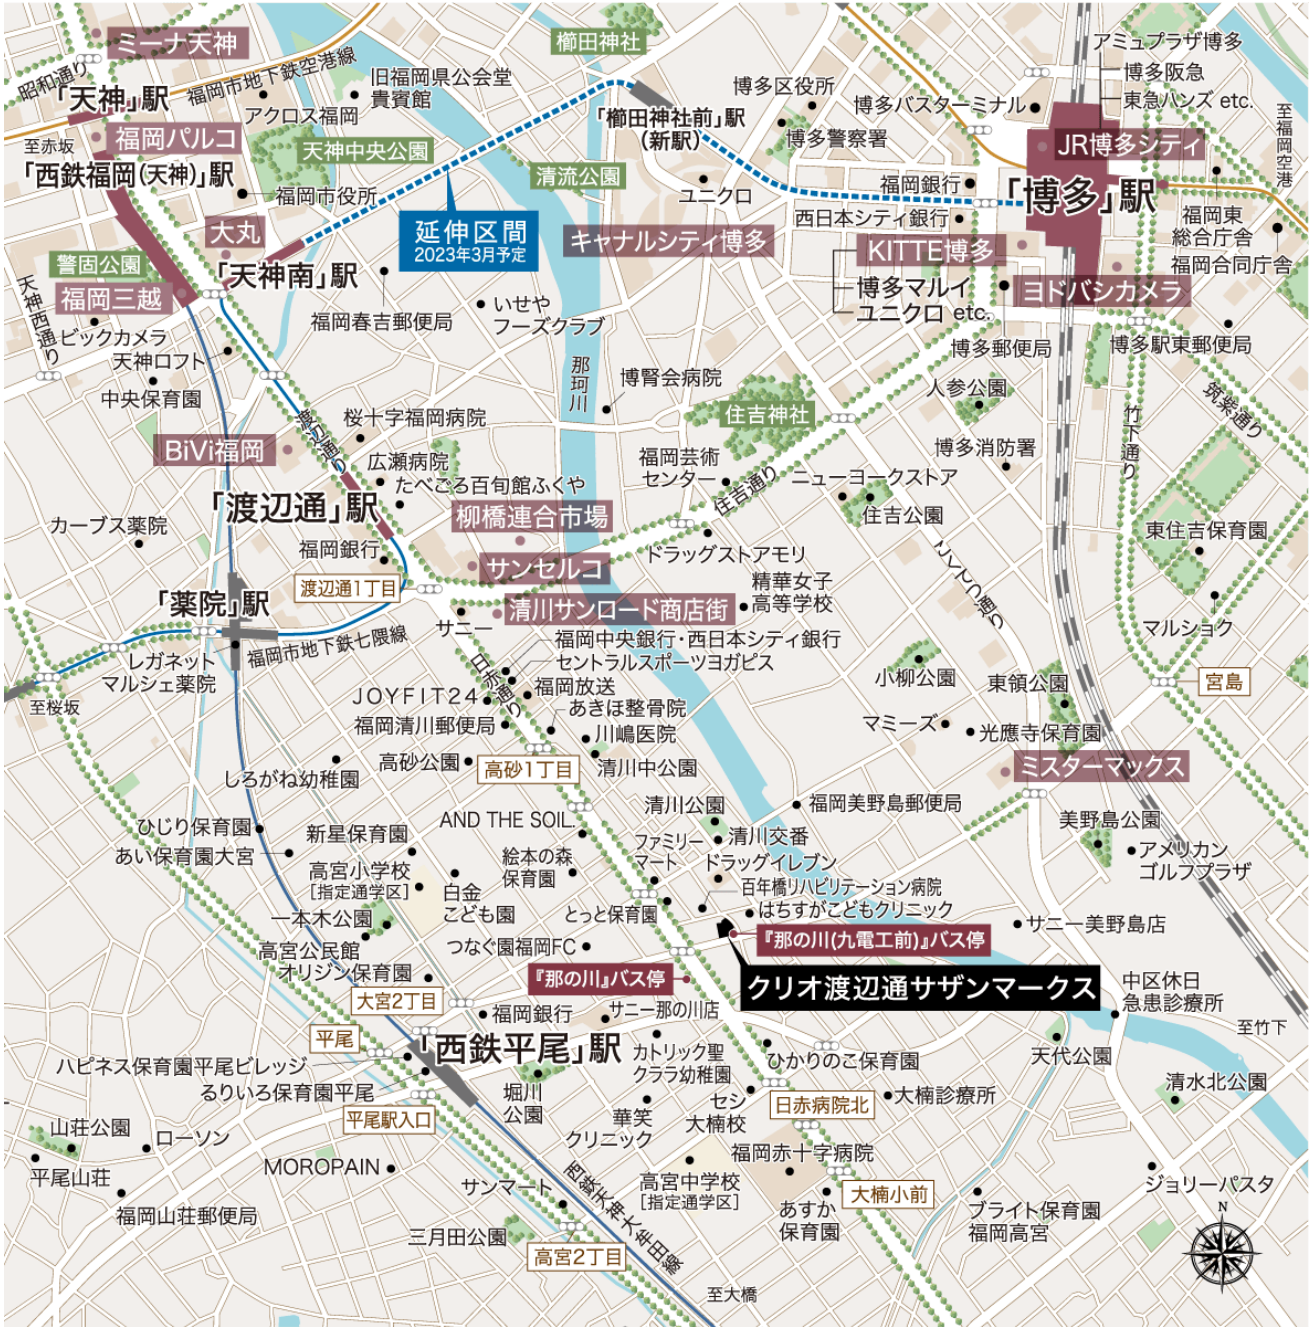 ミーナ天神
昭和通り
「天神」駅
福岡市地下鉄空港線
旧福岡県公会堂
貴賓館
アクロス福岡
至赤坂
福岡パルコ
天神中央公園
「西鉄福岡(天神)」駅
福岡市役所
大丸
警固公園
福岡三越
「天神南」駅
天神西通り
ビックカメラ
天神ロフト
中央保育園
福岡春吉郵便局
延伸区間
2023年3月予定
櫛田神社
「櫛田神社前」駅
(新駅)
清流公園
ユニクロ
キャナルシティ博多
いせや
フーズクラブ
那珂川
博腎会病院
博多区役所
博多警察署
博多バスターミナル
アミュプラザ博多
博多阪急
東急ハンズ etc.
至福岡空港
JR博多シティ
「博多」駅
福岡銀行
西日本シティ銀行
KITTE博多
博多マルイ
ユニクロ etc.
ヨドバシカメラ
福岡東
総合庁舎
福岡合同庁舎
博多郵便局
博多駅東郵便局
人参公園
筑紫通り
竹下通り
住吉神社
博多消防署
福岡芸術
センター
住吉通り
ニューヨークストア
住吉公園
東住吉保育園
渡辺通り
桜十字福岡病院
BiVi福岡
広瀬病院
たべごろ百旬館ふくや
「渡辺通」駅
柳橋連合市場
カーブス薬院
福岡銀行
サンセルコ
ドラッグストアモリ
渡辺通1丁目
精華女子
高等学校
清川サンロード商店街
「薬院」駅
サニー
福岡市地下鉄七隈線
レガネット
マルシェ薬院
至桜坂
福岡中央銀行・西日本シティ銀行
セントラルスポーツヨガピス
日赤通り
福岡放送
JOYFIT24
あきほ整骨院
福岡清川郵便局
川嶋医院
高砂公園
高砂1丁目
清川中公園
マルショク
小柳公園
東領公園
宮島
マミーズ
光應寺保育園
ミスターマックス
しろがね幼稚園
清川公園
福岡美野島郵便局
美野島公園
ひじり保育園
新星保育園
AND THE SOIL.
ファミリー
マート
清川交番
ドラッグイレブン
アメリカン
ゴルフプラザ
あい保育園大宮
高宮小学校
[指定通学区]
絵本の森
保育園
白金
こども園
百年橋リハビリテーション病院
とっと保育園
はちすがこどもクリニック
一本木公園
サニー美野島店
高宮公民館
つなぐ園福岡FC
『那の川(九電工前)』バス停
オリジン保育園
『那の川』バス停
クリオ渡辺通サザンマークス
中区休日
急患診療所
大宮2丁目
福岡銀行
サニー那の川店
至竹下
平尾
「西鉄平尾」駅
カトリック聖
クララ幼稚園
ひかりのこ保育園
天代公園
ハピネス保育園平尾ビレッジ
るりいろ保育園平尾
清水北公園
堀川
公園
セシ
大楠校
日赤病院北
大楠診療所
平尾駅入口
華笑
クリニック
山荘公園
ローソン
福岡赤十字病院
平尾山荘
MOROPAIN
高宮中学校
[指定通学区]
大楠小前
ジョリーパスタ
サンマート
西鉄天神大牟田線
あすか
保育園
ブライト保育園
福岡高宮
福岡山荘郵便局
三月田公園
高宮2丁目
至大橋
N